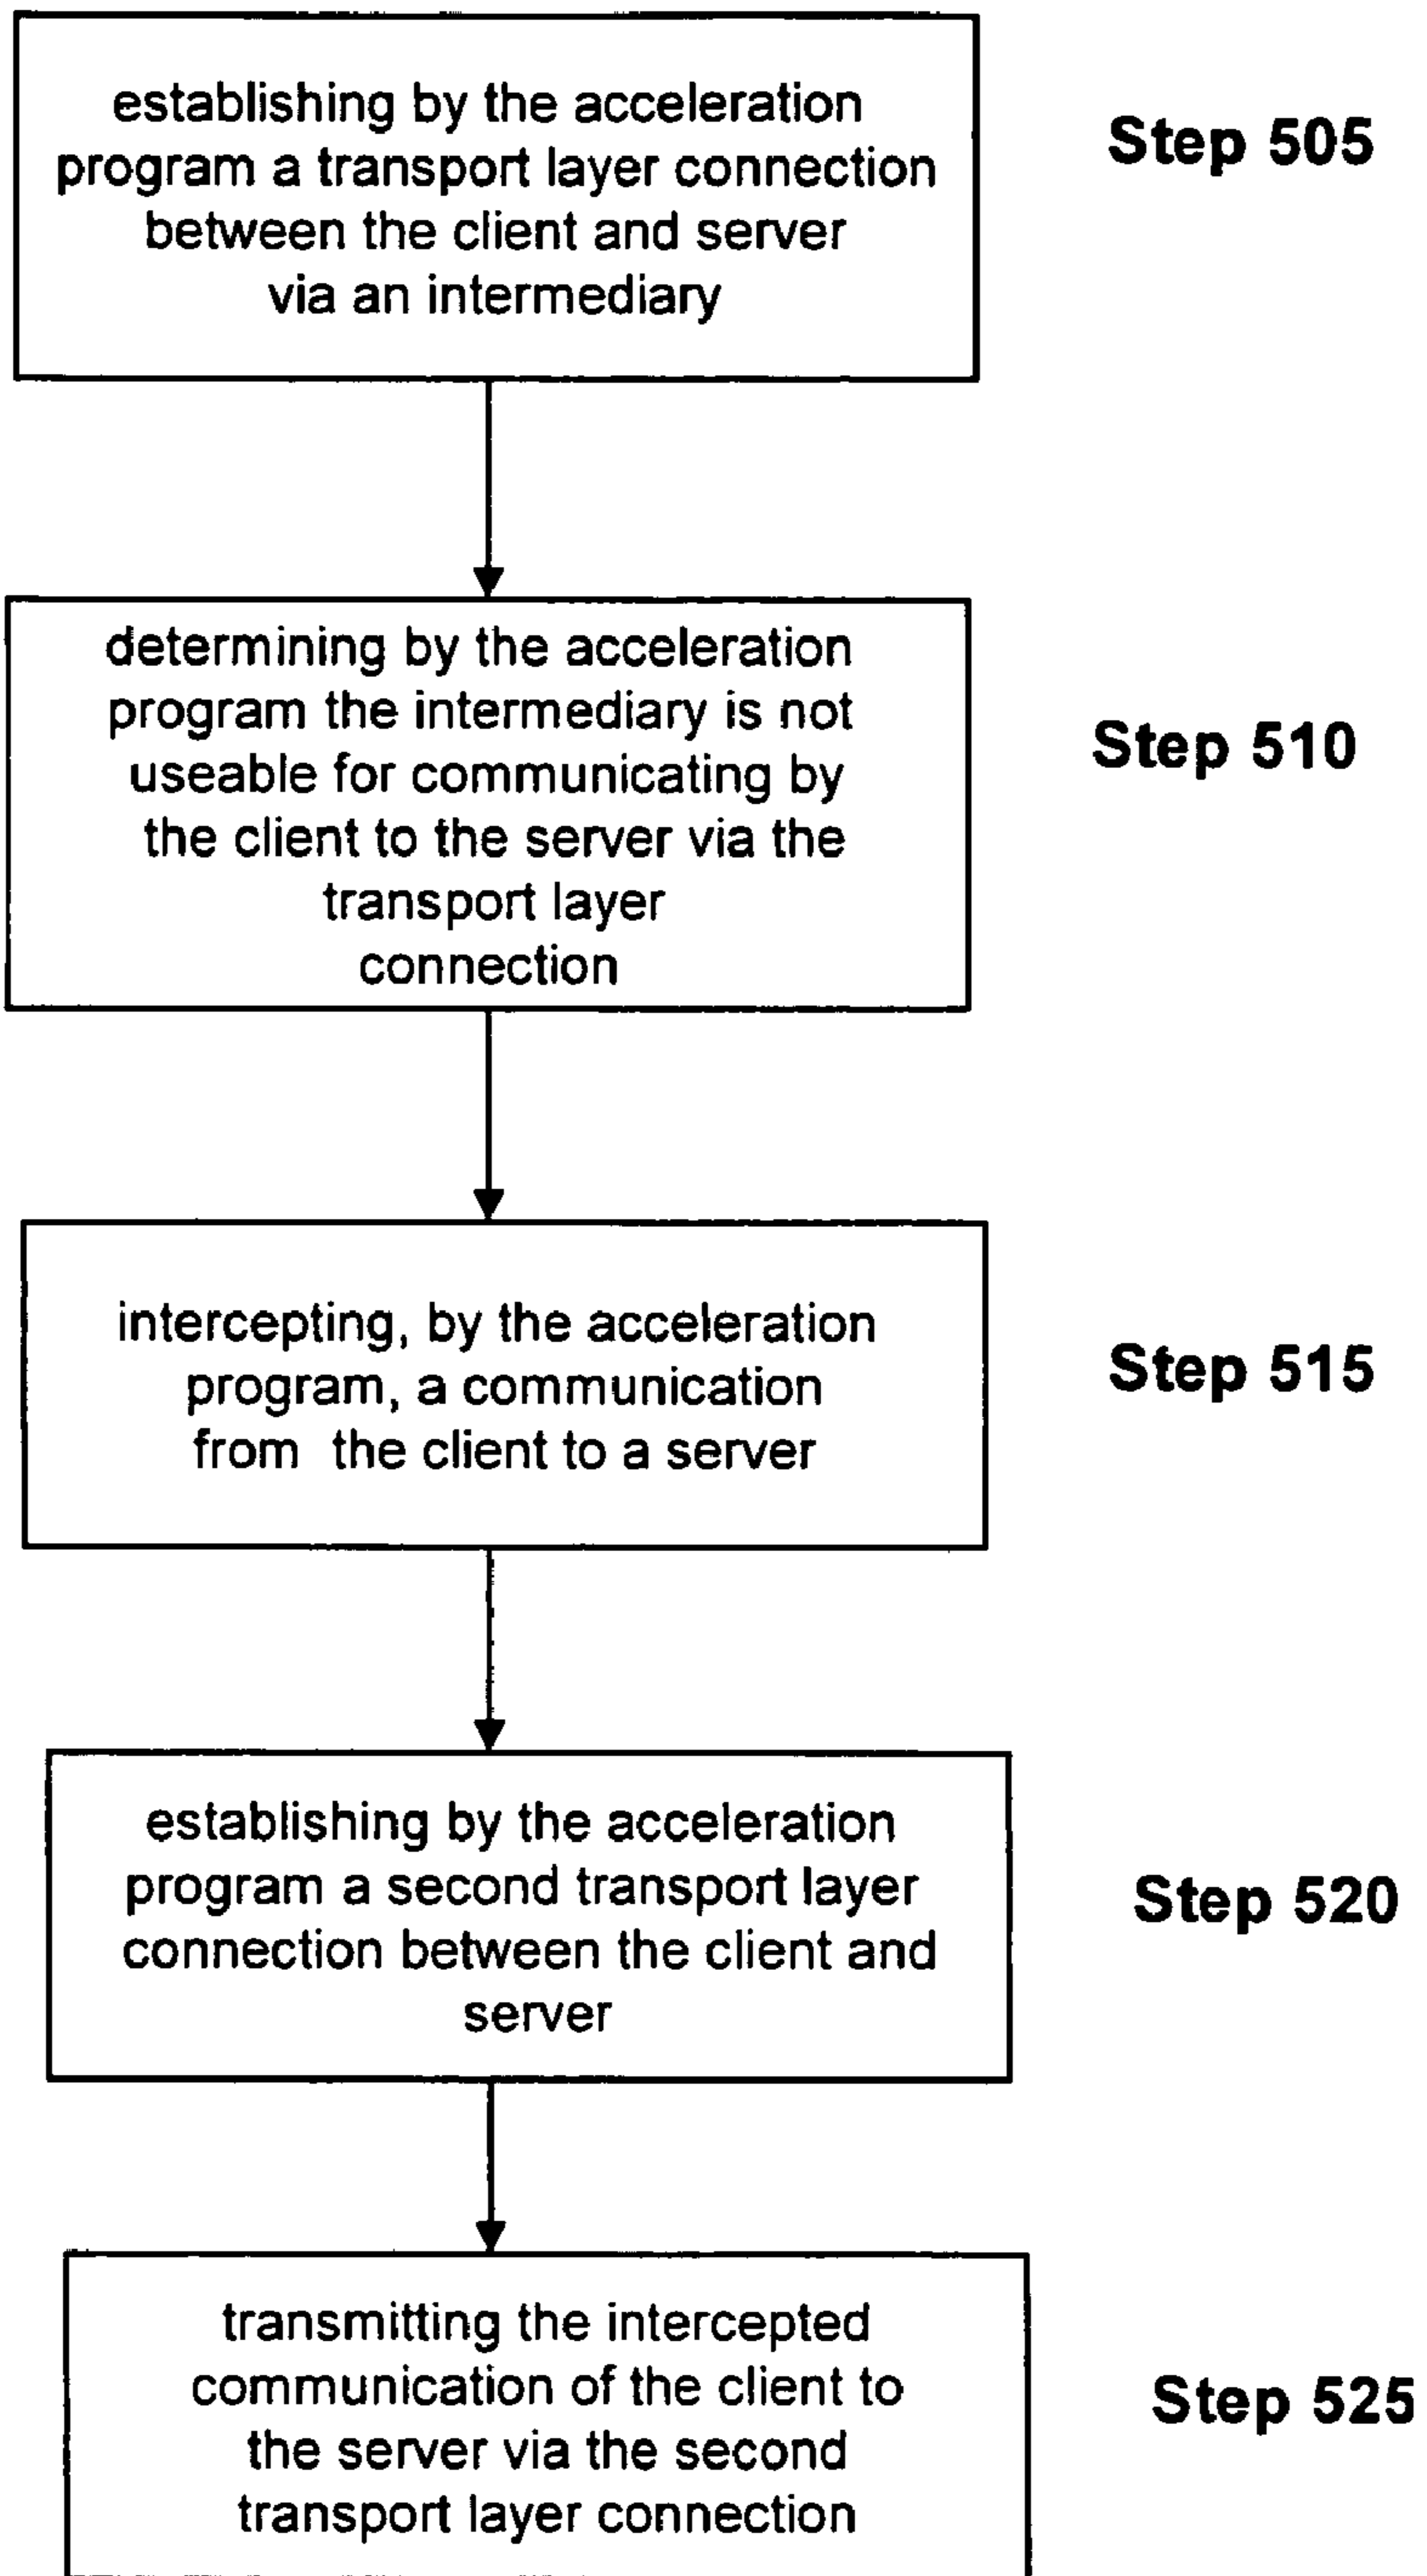 establishing by the acceleration
program a transport layer connection
between the client and server
via an intermediary
Step 505
determining by the acceleration
program the intermediary is not
useable for communicating by
the client to the server via the
transport layer
connection
Step 510
intercepting, by the acceleration
program, a communication
from the client to a server
Step 515
establishing by the acceleration
program a second transport layer
connection between the client and
server
Step 520
transmitting the intercepted
communication of the client to
the server via the second
transport layer connection
Step 525